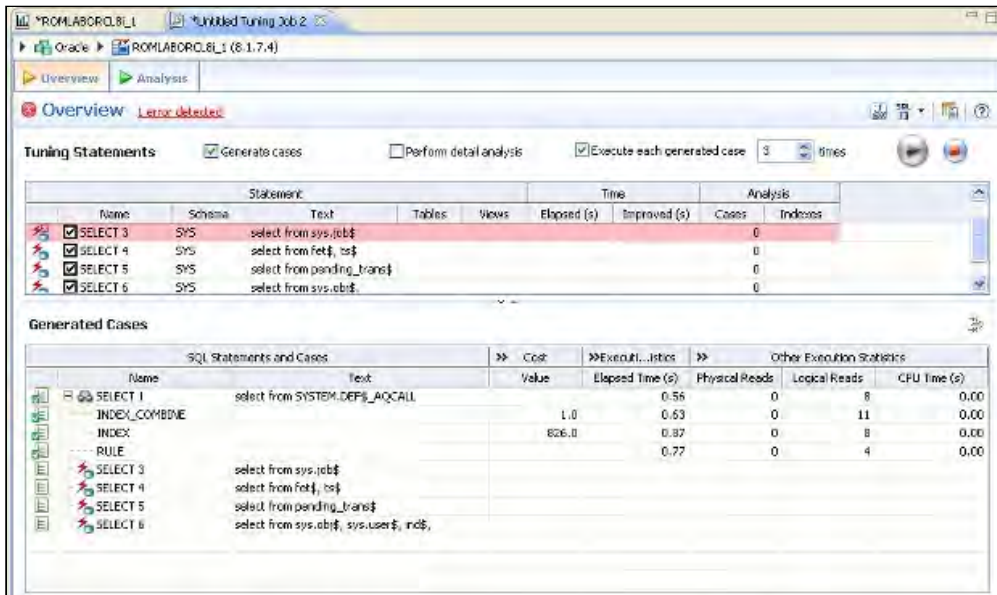 *ROMLABORCL8i_1 *Untitled Tuning Job 2
Oracle ROMLABORCL8i_1 (8.1.7.4)
Overview Analysis
Overview 1 error detected
Tuning Statements Generate cases Perform detail analysis Execute each generated case 3 times
Statement Time Analysis
Name Schema Text Tables Views Elapsed (s) Improved (s) Cases Indexes
SELECT 3 SYS select from sys.job$ 0
SELECT 4 SYS select from fet$, ts$ 0
SELECT 5 SYS select from pending_trans$ 0
SELECT 6 SYS select from sys.obj$, 0
Generated Cases
SQL Statements and Cases Cost Executi...istics Other Execution Statistics
Name Text Value Elapsed Time (s) Physical Reads Logical Reads CPU Time (s)
SELECT 1 select from SYSTEM.DEF$_AQCALL 0.56 0 8 0.00
INDEX_COMBINE 1.0 0.63 0 11 0.00
INDEX 826.0 0.87 0 8 0.00
RULE 0.77 0 4 0.00
SELECT 3 select from sys.job$
SELECT 4 select from fet$, ts$
SELECT 5 select from pending_trans$
SELECT 6 select from sys.obj$, sys.user$, ind$,